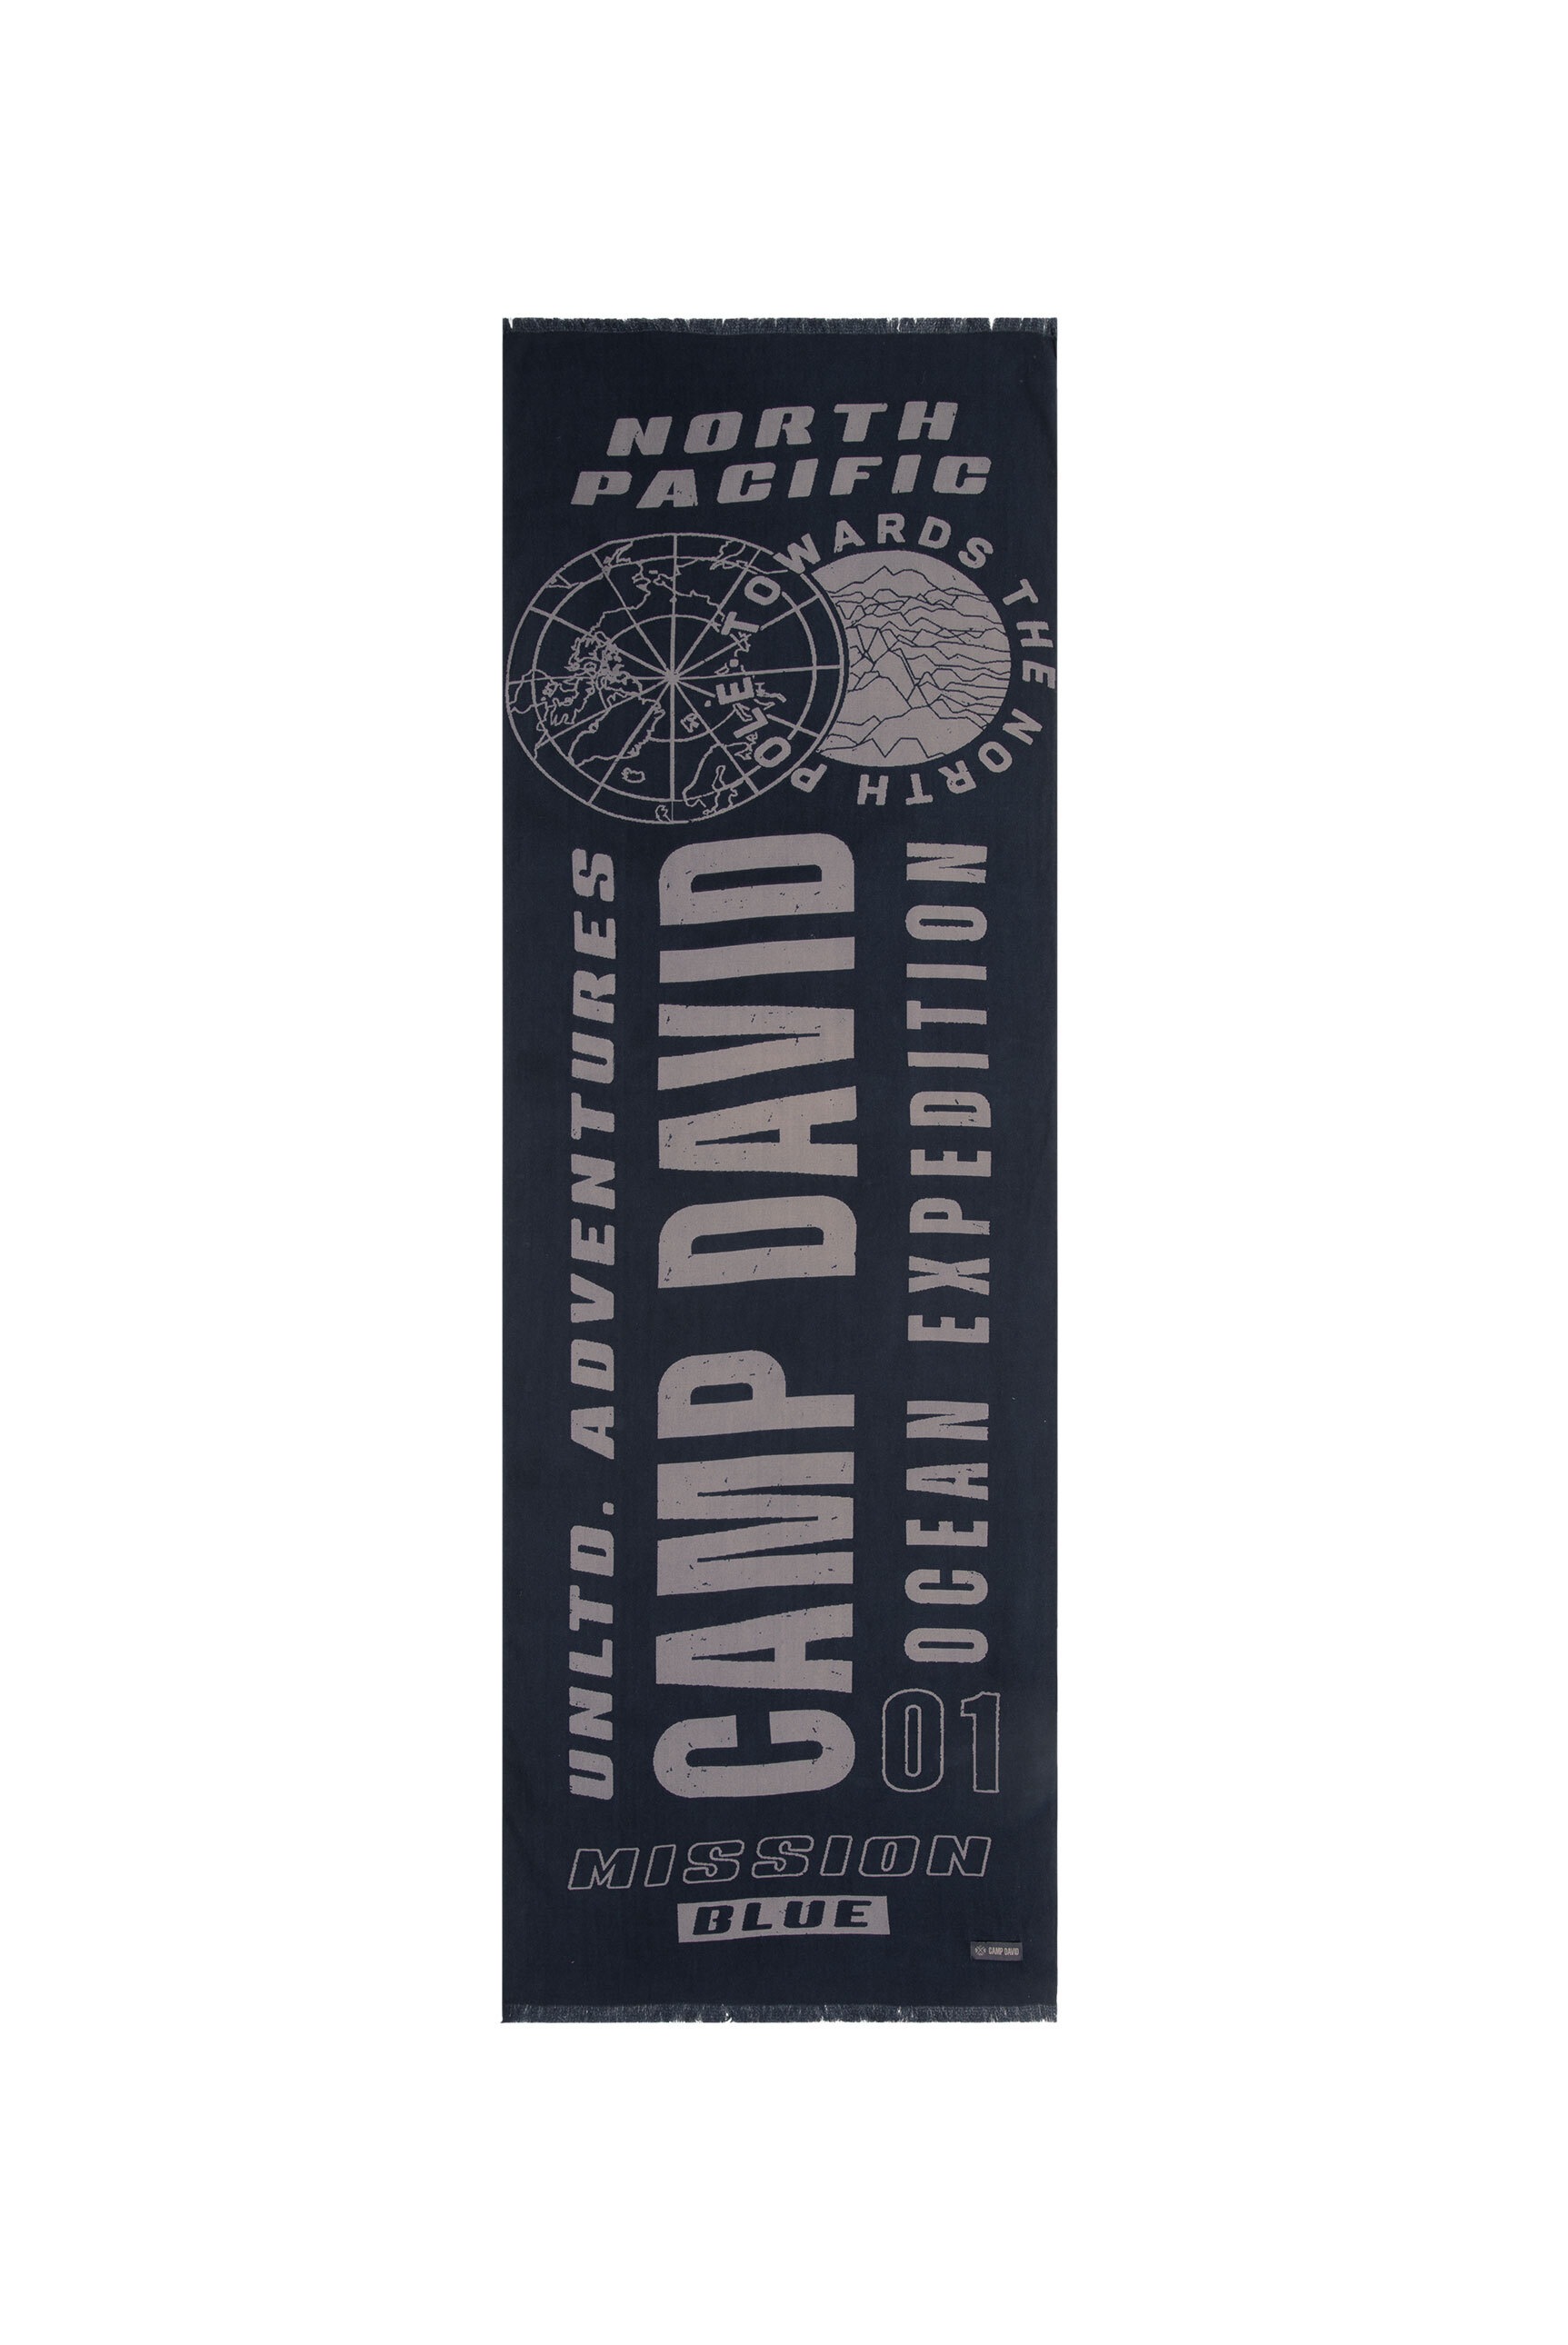 NORTH
PACIFIC
TOWARDS THE NORTH POLE.
UNLTD. ADVENTURES
CAMP DAVID
OCEAN EXPEDITION
01
MISSION
BLUE
CAMP DAVID